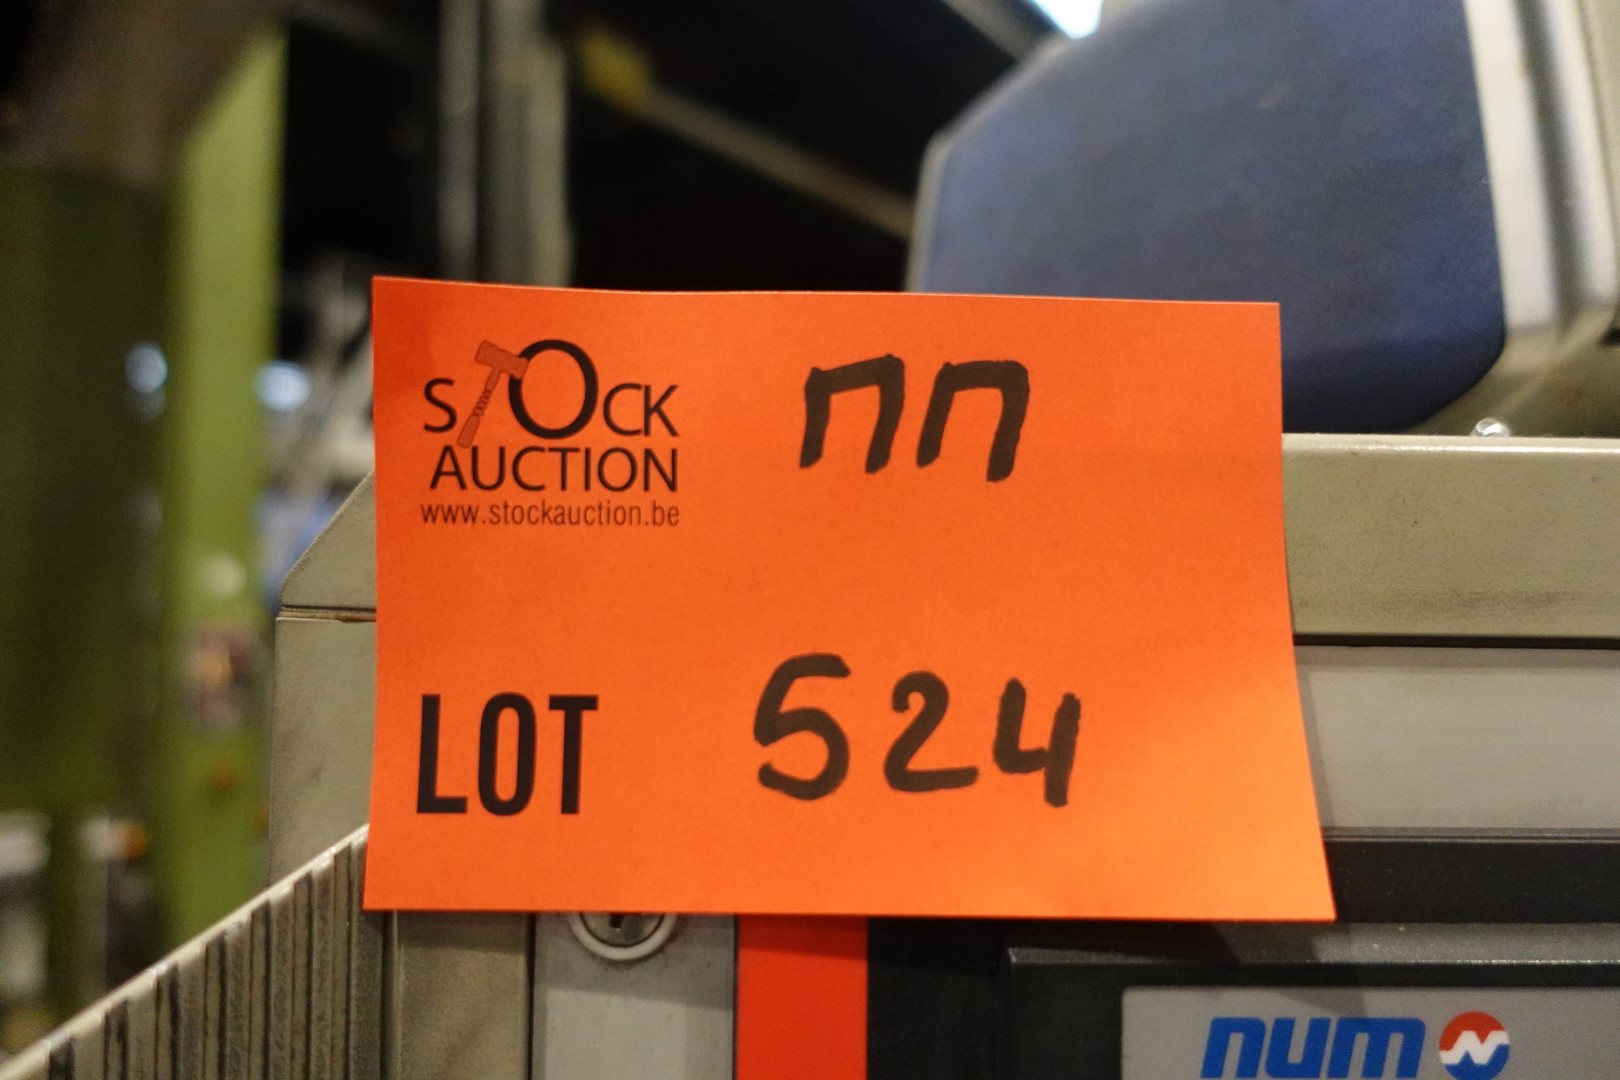 STOCK
AUCTION
www.stockauction.be
ПП
LOT 524
num